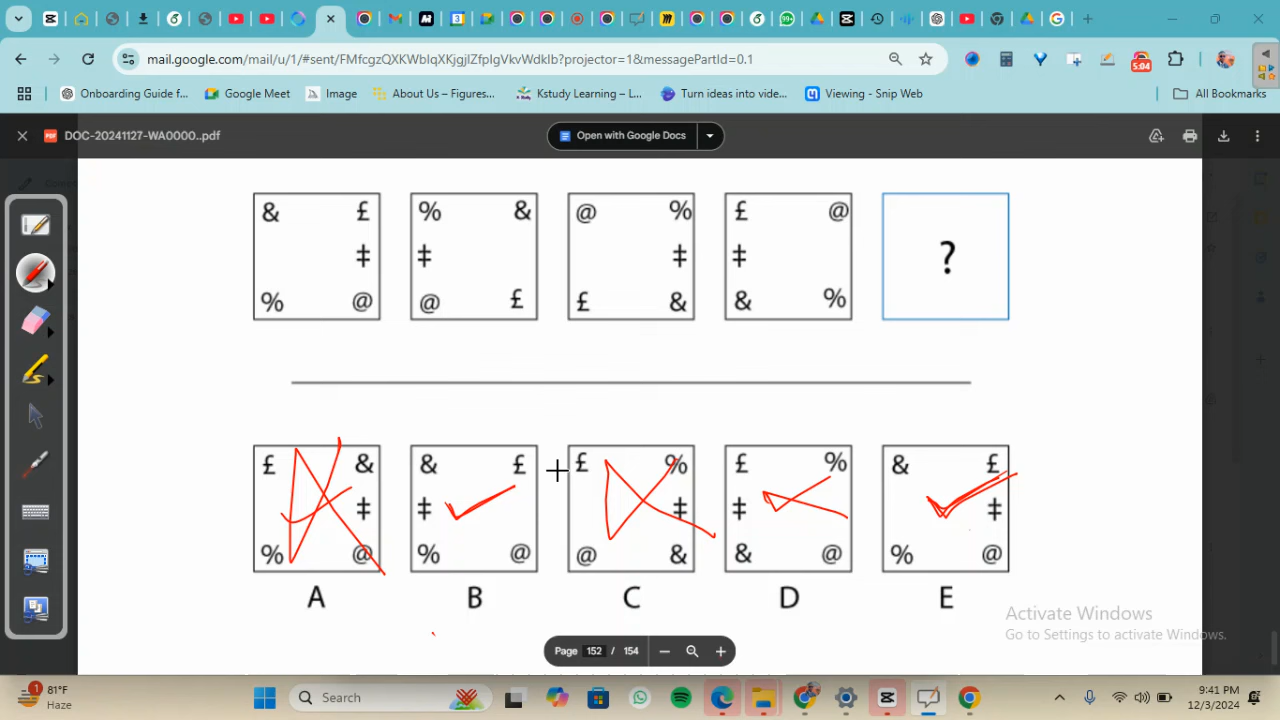 mail.google.com/mail/u/1/#sent/FMfcgzQXKWblqXKjgjlZfpIgVkvWdklb?projector=1&messagePartId=0.1
5:04
Onboarding Guide f...
Google Meet
Image
About Us – Figures...
Kstudy Learning – L...
Turn ideas into vide...
Viewing - Snip Web
All Bookmarks
PDF DOC-20241127-WA0000..pdf
Open with Google Docs
& £ % & @ % £ @
‡ ‡ ‡ ‡ ?
% @ @ £ £ & & %
£ & & £ £ % £ % & £
‡ ‡ ‡ ‡ ‡
% @ % @ @ & & @ % @
A B C D E
Activate Windows
Go to Settings to activate Windows.
Page 152 / 154
1
81°F
Haze
Search
9:41 PM
12/3/2024